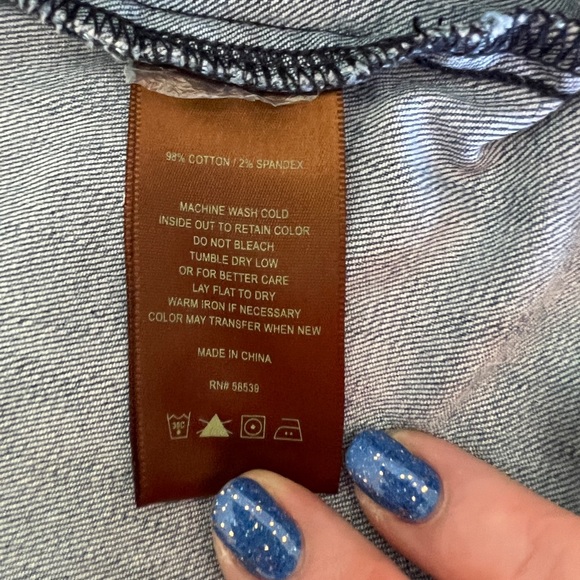 98% COTTON / 2% SPANDEX
MACHINE WASH COLD
INSIDE OUT TO RETAIN COLOR
DO NOT BLEACH
TUMBLE DRY LOW
OR FOR BETTER CARE
LAY FLAT TO DRY
WARM IRON IF NECESSARY
COLOR MAY TRANSFER WHEN NEW
MADE IN CHINA
RN# 58539
30C